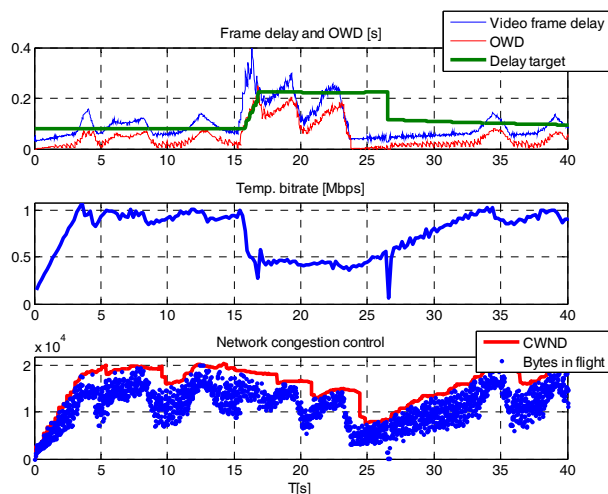 Frame delay and OWD [s]
Video frame delay
OWD
Delay target
0.4
0.2
0
0 5 10 15 20 25 30 35 40
Temp. bitrate [Mbps]
1
0.5
0
0 5 10 15 20 25 30 35 40
x 10^4
Network congestion control
CWND
Bytes in flight
2
1
0
0 5 10 15 20 25 30 35 40
T[s]